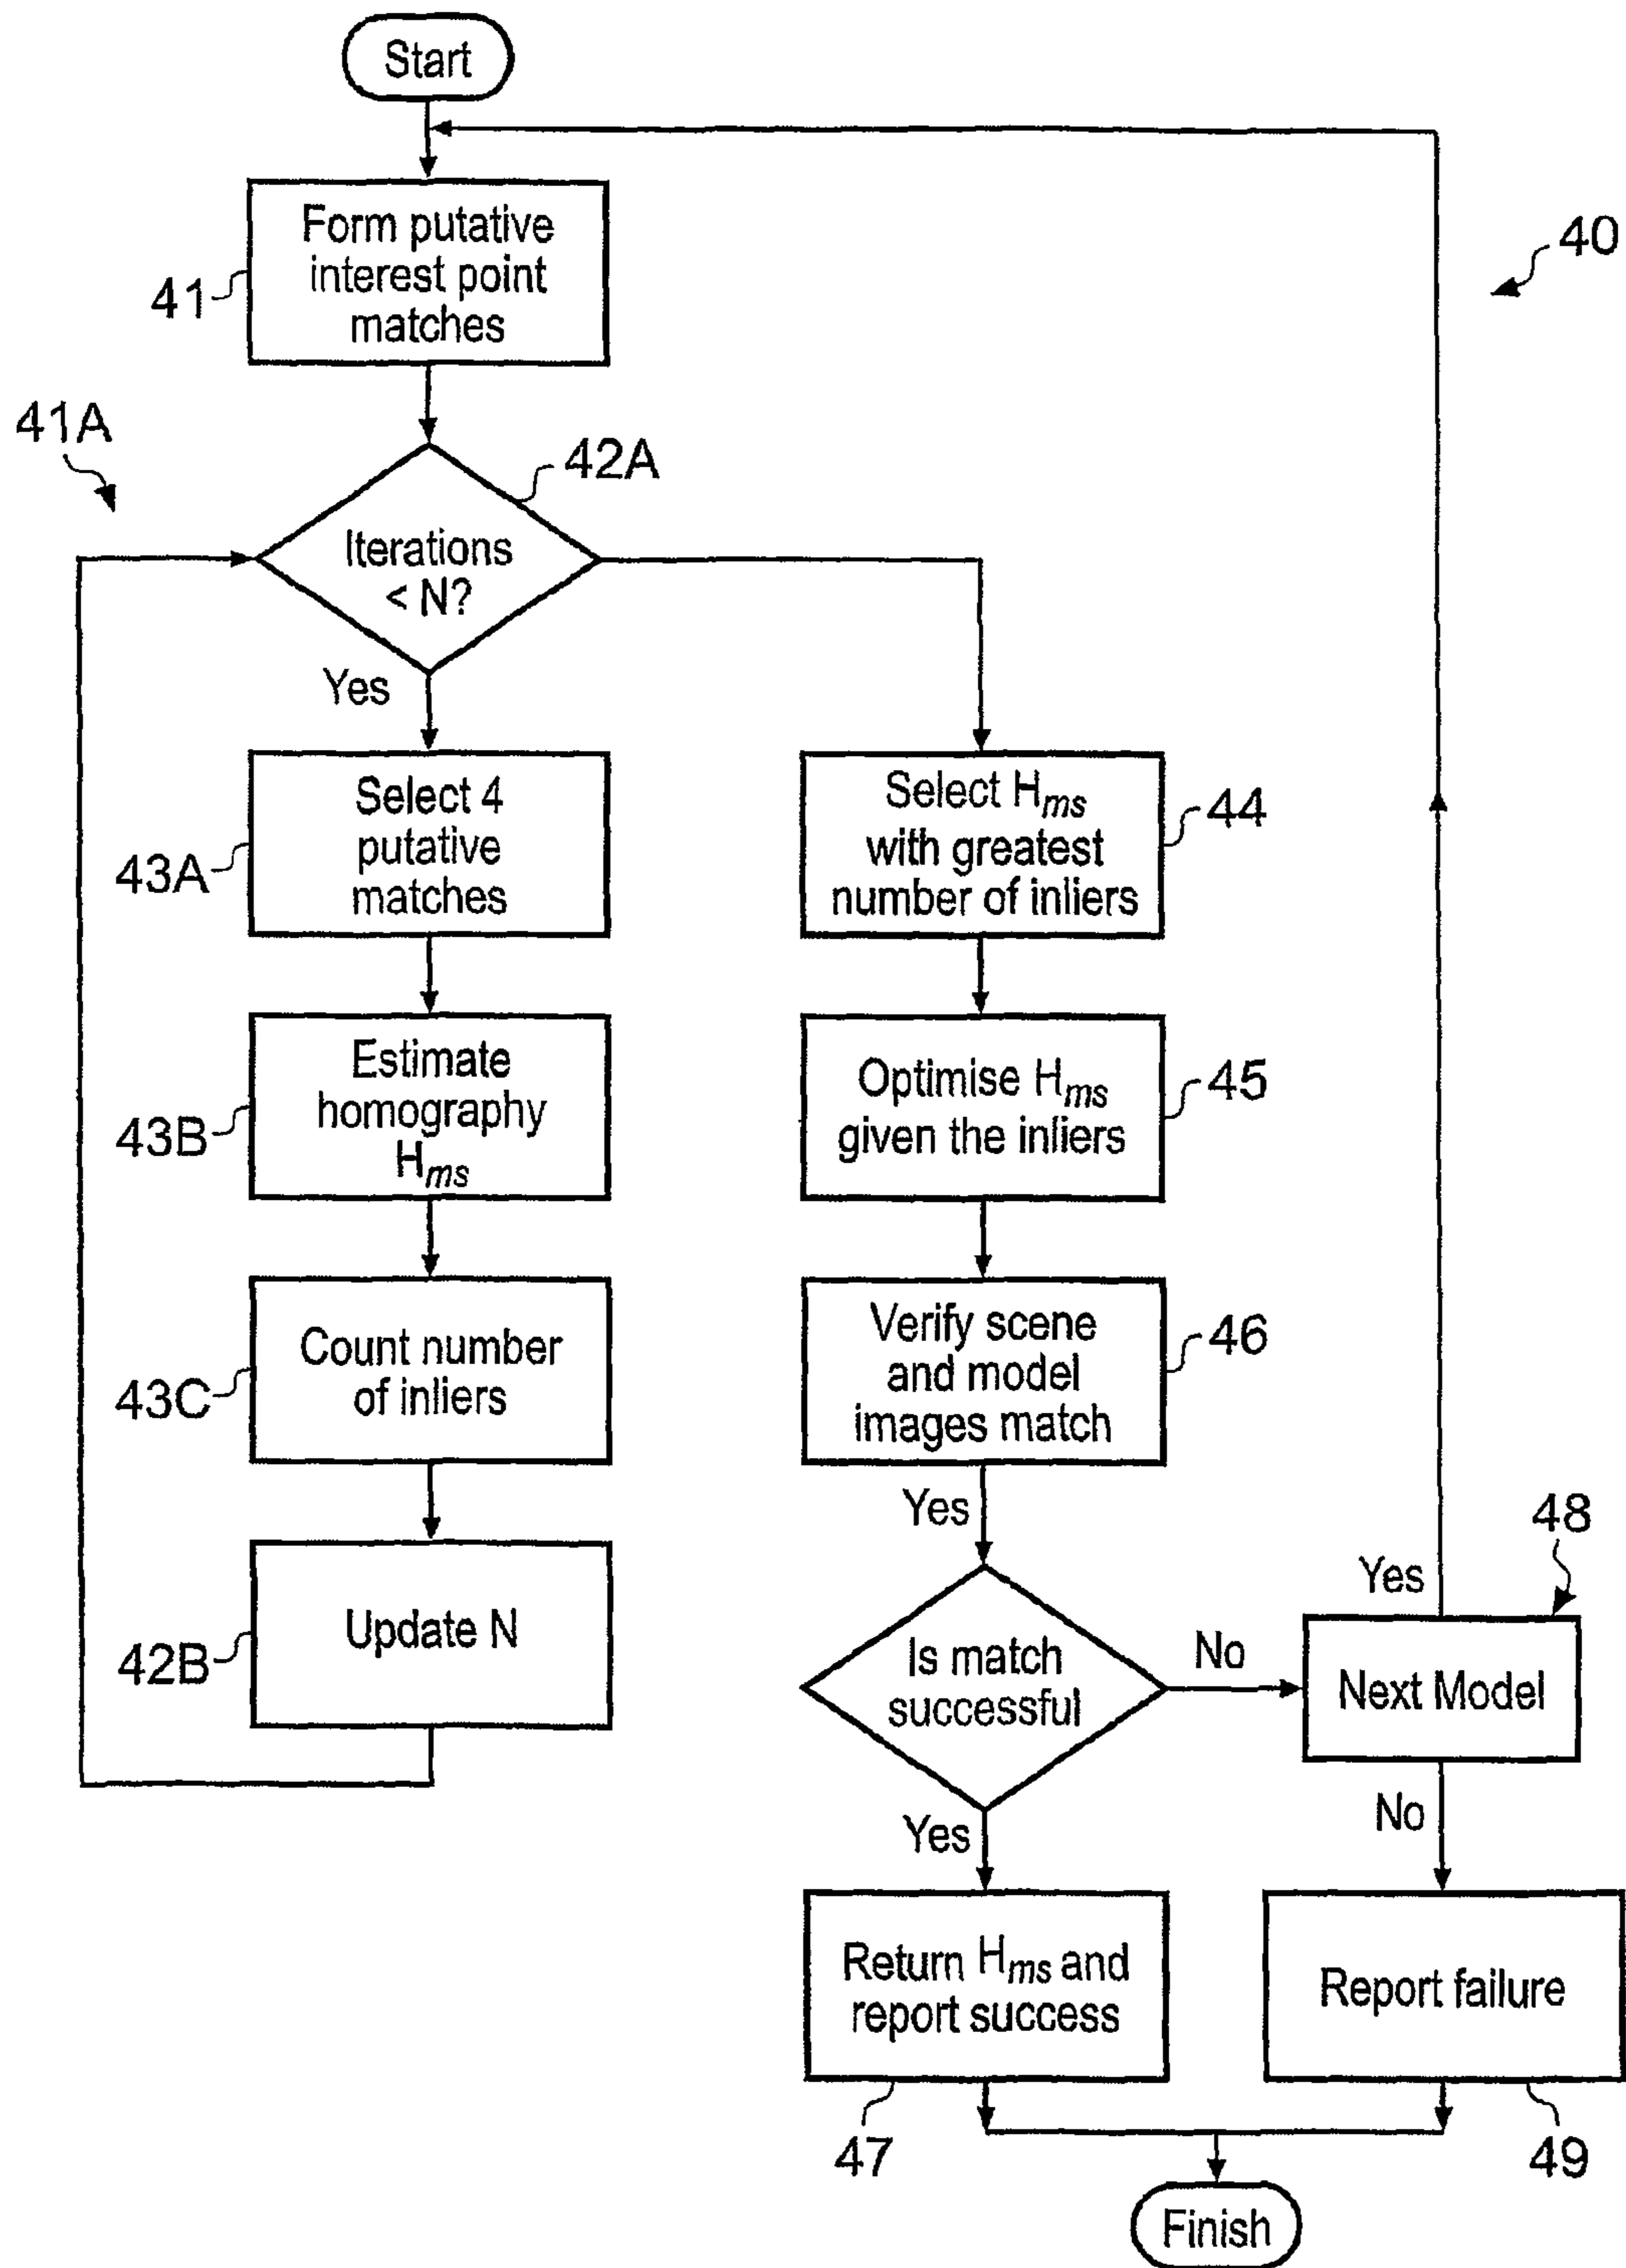 Start
Form putative
interest point
matches
41
40
41A
42A
Iterations
< N?
Yes
Select 4
putative
matches
43A
Estimate
homography
Hms
43B
Count number
of inliers
43C
Update N
42B
Select Hms
with greatest
number of inliers
44
Optimise Hms
given the inliers
45
Verify scene
and model
images match
46
Yes
Is match
successful
No
Yes
48
Next Model
Yes
No
Return Hms and
report success
47
Report failure
49
Finish